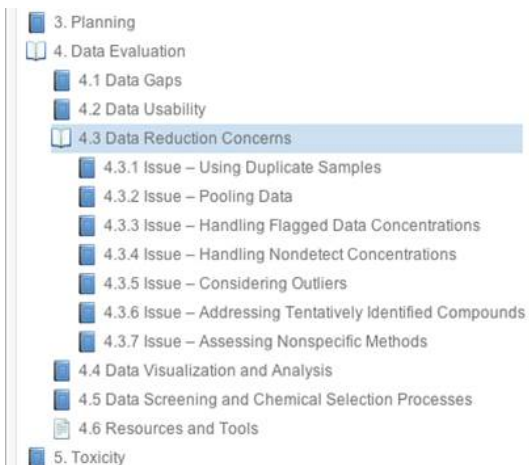 3. Planning
4. Data Evaluation
4.1 Data Gaps
4.2 Data Usability
4.3 Data Reduction Concerns
4.3.1 Issue – Using Duplicate Samples
4.3.2 Issue – Pooling Data
4.3.3 Issue – Handling Flagged Data Concentrations
4.3.4 Issue – Handling Nondetect Concentrations
4.3.5 Issue – Considering Outliers
4.3.6 Issue – Addressing Tentatively Identified Compounds
4.3.7 Issue – Assessing Nonspecific Methods
4.4 Data Visualization and Analysis
4.5 Data Screening and Chemical Selection Processes
4.6 Resources and Tools
5. Toxicity